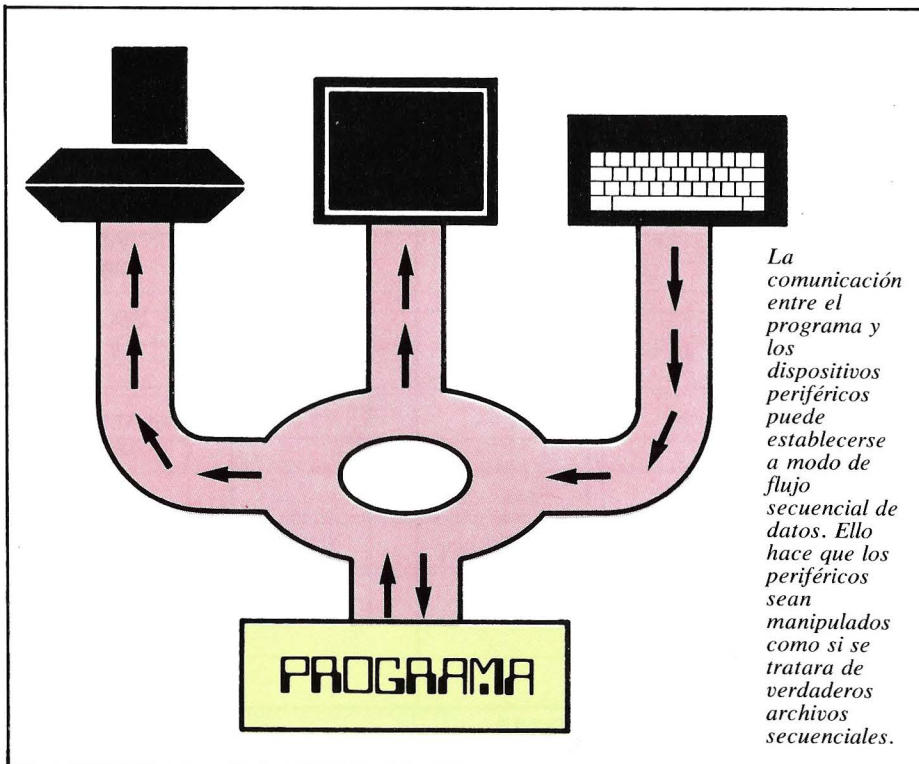 La
comunicación
entre el
programa y
los
dispositivos
periféricos
puede
establecerse
a modo de
flujo
secuencial de
datos. Ello
hace que los
periféricos
sean
manipulados
como si se
tratara de
verdaderos
archivos
secuenciales.
PROGRAMA